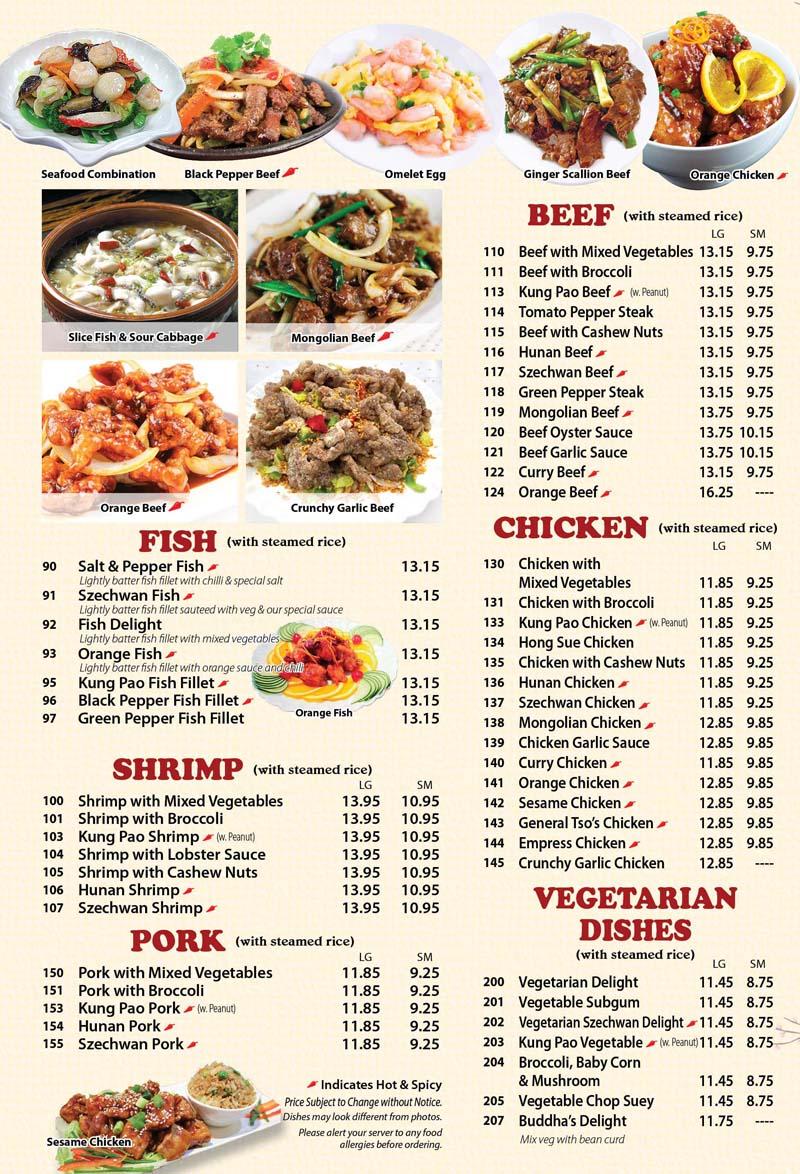 Seafood Combination
Black Pepper Beef
Omelet Egg
Ginger Scallion Beef
Orange Chicken
Slice Fish & Sour Cabbage
Mongolian Beef
Orange Beef
Crunchy Garlic Beef
FISH (with steamed rice)
90 Salt & Pepper Fish 13.15
Lightly batter fish fillet with chilli & special salt
91 Szechwan Fish 13.15
Lightly batter fish fillet sauteed with veg & our special sauce
92 Fish Delight 13.15
Lightly batter fish fillet with mixed vegetables
93 Orange Fish 13.15
Lightly batter fish fillet with orange sauce and chili
95 Kung Pao Fish Fillet 13.15
96 Black Pepper Fish Fillet 13.15
97 Green Pepper Fish Fillet 13.15
Orange Fish
SHRIMP (with steamed rice)
LG SM
100 Shrimp with Mixed Vegetables 13.95 10.95
101 Shrimp with Broccoli 13.95 10.95
103 Kung Pao Shrimp (w. Peanut) 13.95 10.95
104 Shrimp with Lobster Sauce 13.95 10.95
105 Shrimp with Cashew Nuts 13.95 10.95
106 Hunan Shrimp 13.95 10.95
107 Szechwan Shrimp 13.95 10.95
PORK (with steamed rice)
LG SM
150 Pork with Mixed Vegetables 11.85 9.25
151 Pork with Broccoli 11.85 9.25
153 Kung Pao Pork (w. Peanut) 11.85 9.25
154 Hunan Pork 11.85 9.25
155 Szechwan Pork 11.85 9.25
Sesame Chicken
Indicates Hot & Spicy
Price Subject to Change without Notice.
Dishes may look different from photos.
Please alert your server to any food
allergies before ordering.
BEEF (with steamed rice)
LG SM
110 Beef with Mixed Vegetables 13.15 9.75
111 Beef with Broccoli 13.15 9.75
113 Kung Pao Beef (w. Peanut) 13.15 9.75
114 Tomato Pepper Steak 13.15 9.75
115 Beef with Cashew Nuts 13.15 9.75
116 Hunan Beef 13.15 9.75
117 Szechwan Beef 13.15 9.75
118 Green Pepper Steak 13.15 9.75
119 Mongolian Beef 13.75 9.75
120 Beef Oyster Sauce 13.75 10.15
121 Beef Garlic Sauce 13.75 10.15
122 Curry Beef 13.15 9.75
124 Orange Beef 16.25 ----
CHICKEN (with steamed rice)
LG SM
130 Chicken with
Mixed Vegetables 11.85 9.25
131 Chicken with Broccoli 11.85 9.25
133 Kung Pao Chicken (w. Peanut) 11.85 9.25
134 Hong Sue Chicken 11.85 9.25
135 Chicken with Cashew Nuts 11.85 9.25
136 Hunan Chicken 11.85 9.25
137 Szechwan Chicken 11.85 9.25
138 Mongolian Chicken 12.85 9.85
139 Chicken Garlic Sauce 12.85 9.85
140 Curry Chicken 11.85 9.85
141 Orange Chicken 12.85 9.85
142 Sesame Chicken 12.85 9.85
143 General Tso's Chicken 12.85 9.85
144 Empress Chicken 12.85 9.85
145 Crunchy Garlic Chicken 12.85 ----
VEGETARIAN
DISHES
(with steamed rice)
LG SM
200 Vegetarian Delight 11.45 8.75
201 Vegetable Subgum 11.45 8.75
202 Vegetarian Szechwan Delight 11.45 8.75
203 Kung Pao Vegetable (w. Peanut) 11.45 8.75
204 Broccoli, Baby Corn
& Mushroom 11.45 8.75
205 Vegetable Chop Suey 11.45 8.75
207 Buddha's Delight 11.75 ----
Mix veg with bean curd